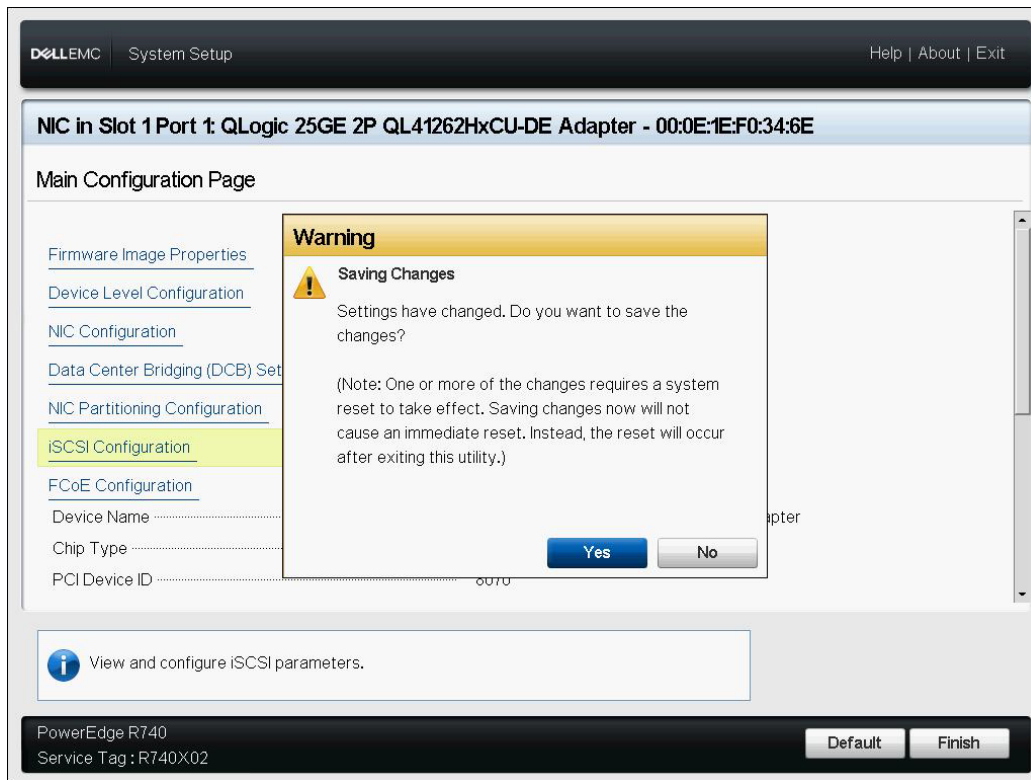 DELLEMC System Setup Help | About | Exit
NIC in Slot 1 Port 1: QLogic 25GE 2P QL41262HxCU-DE Adapter - 00:0E:1E:F0:34:6E
Main Configuration Page
Firmware Image Properties
Device Level Configuration
NIC Configuration
Data Center Bridging (DCB) Set
NIC Partitioning Configuration
iSCSI Configuration
FCoE Configuration
Device Name
Chip Type
PCI Device ID 8070
Warning
Saving Changes
Settings have changed. Do you want to save the
changes?
(Note: One or more of the changes requires a system
reset to take effect. Saving changes now will not
cause an immediate reset. Instead, the reset will occur
after exiting this utility.)
Yes No
View and configure iSCSI parameters.
PowerEdge R740
Service Tag : R740X02
Default Finish